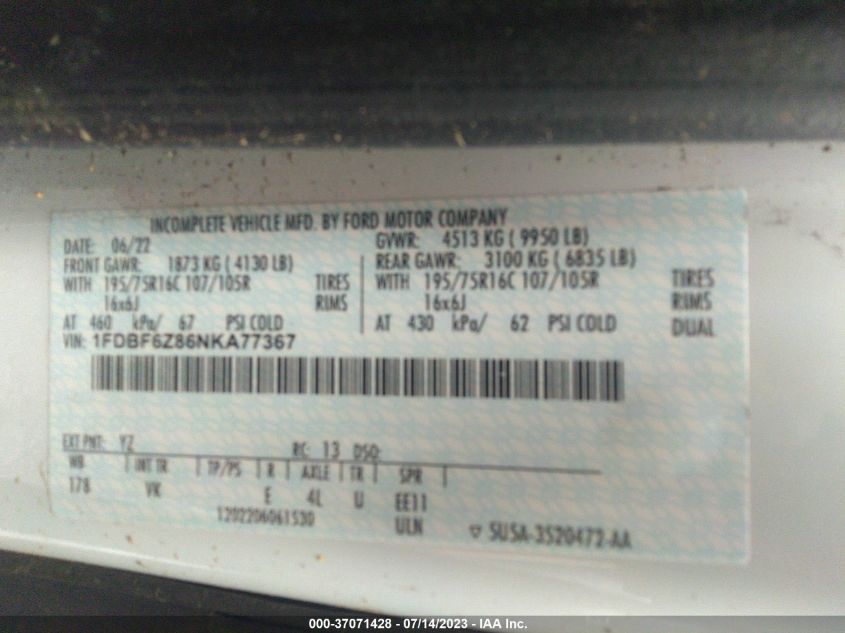 INCOMPLETE VEHICLE MFD. BY FORD MOTOR COMPANY
DATE: 06/22 GVWR: 4513 KG ( 9950 LB)
FRONT GAWR: 1873 KG ( 4130 LB) REAR GAWR: 3100 KG ( 6835 LB)
WITH 195/75R16C 107/105R TIRES WITH 195/75R16C 107/105R TIRES
16x6J RIMS 16x6J RIMS
AT 460 kPa/ 67 PSI COLD AT 430 kPa/ 62 PSI COLD DUAL
VIN: 1FDBF6Z86NKA77367
EXT PNT: YZ RC: 13 DSO:
WB INT TR TP/PS R AXLE TR SPR
178 VK E 4L U EE11
1202206061530 ULN 5U5A-3520472-AA
000-37071428 - 07/14/2023 - IAA Inc.